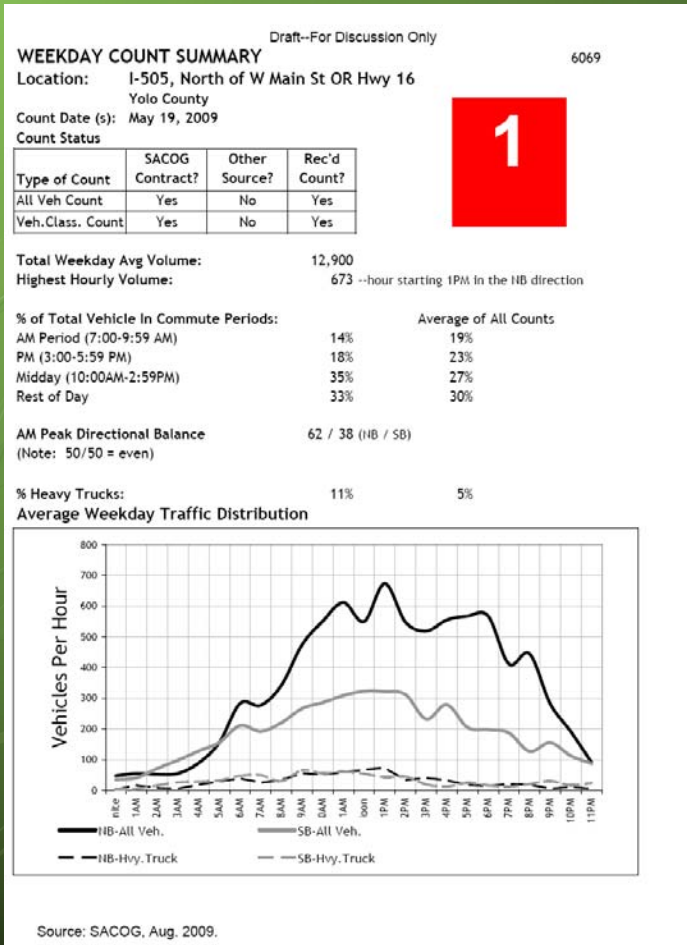 Draft--For Discussion Only
WEEKDAY COUNT SUMMARY 6069
Location: I-505, North of W Main St OR Hwy 16
Yolo County
Count Date (s): May 19, 2009
1
Count Status
Type of Count SACOG Contract? Other Source? Rec'd Count?
All Veh Count Yes No Yes
Veh.Class. Count Yes No Yes
Total Weekday Avg Volume: 12,900
Highest Hourly Volume: 673 --hour starting 1PM in the NB direction
% of Total Vehicle In Commute Periods: Average of All Counts
AM Period (7:00-9:59 AM) 14% 19%
PM (3:00-5:59 PM) 18% 23%
Midday (10:00AM-2:59PM) 35% 27%
Rest of Day 33% 30%
AM Peak Directional Balance 62 / 38 (NB / SB)
(Note: 50/50 = even)
% Heavy Trucks: 11% 5%
Average Weekday Traffic Distribution
Vehicles Per Hour
800
700
600
500
400
300
200
100
0
1AM 2AM 3AM 4AM 5AM 6AM 7AM 8AM 9AM 0AM 1AM loon 1PM 2PM 3PM 4PM 5PM 6PM 7PM 8PM 9PM 10PM 11PM
NB-All Veh. SB-All Veh.
NB-Hvy.Truck SB-Hvy.Truck
Source: SACOG, Aug. 2009.